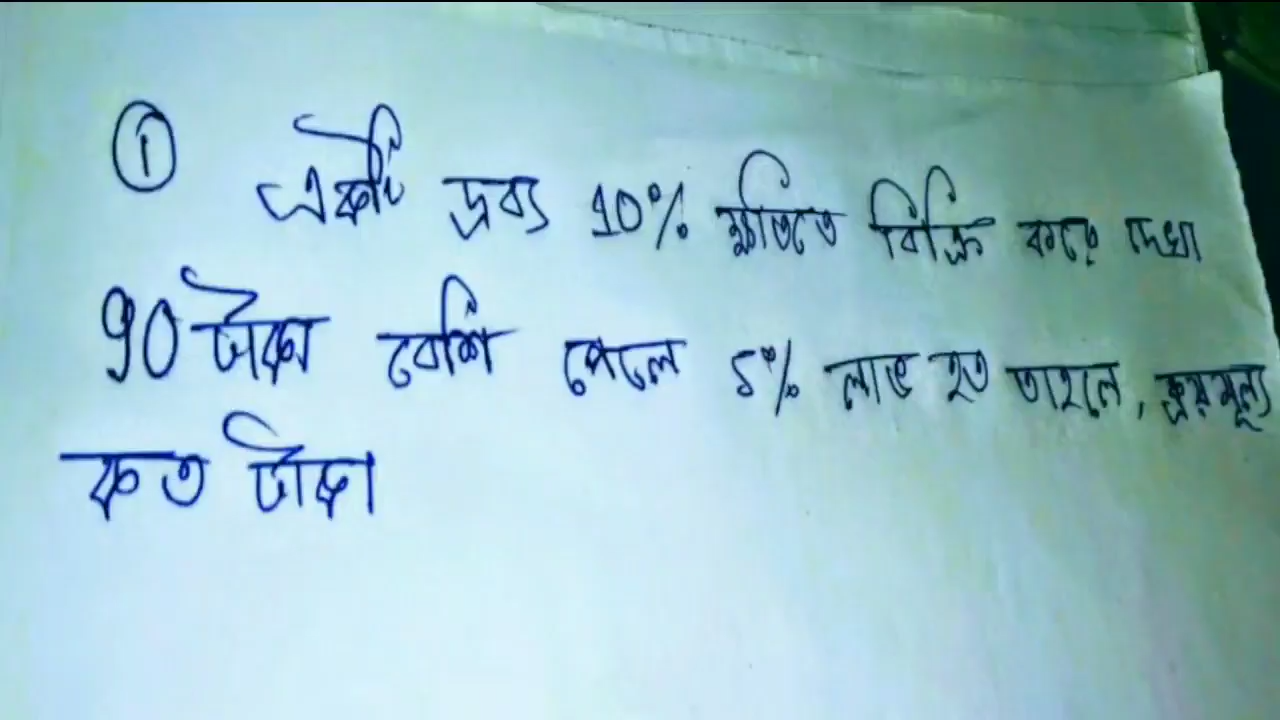 ① একটি দ্রব্য 10% ক্ষতিতে বিক্রি করে দেখা
90 টাকা বেশি পেলে 5% লাভ হত তাহলে, ক্রয়মূল্য
কত টাকা